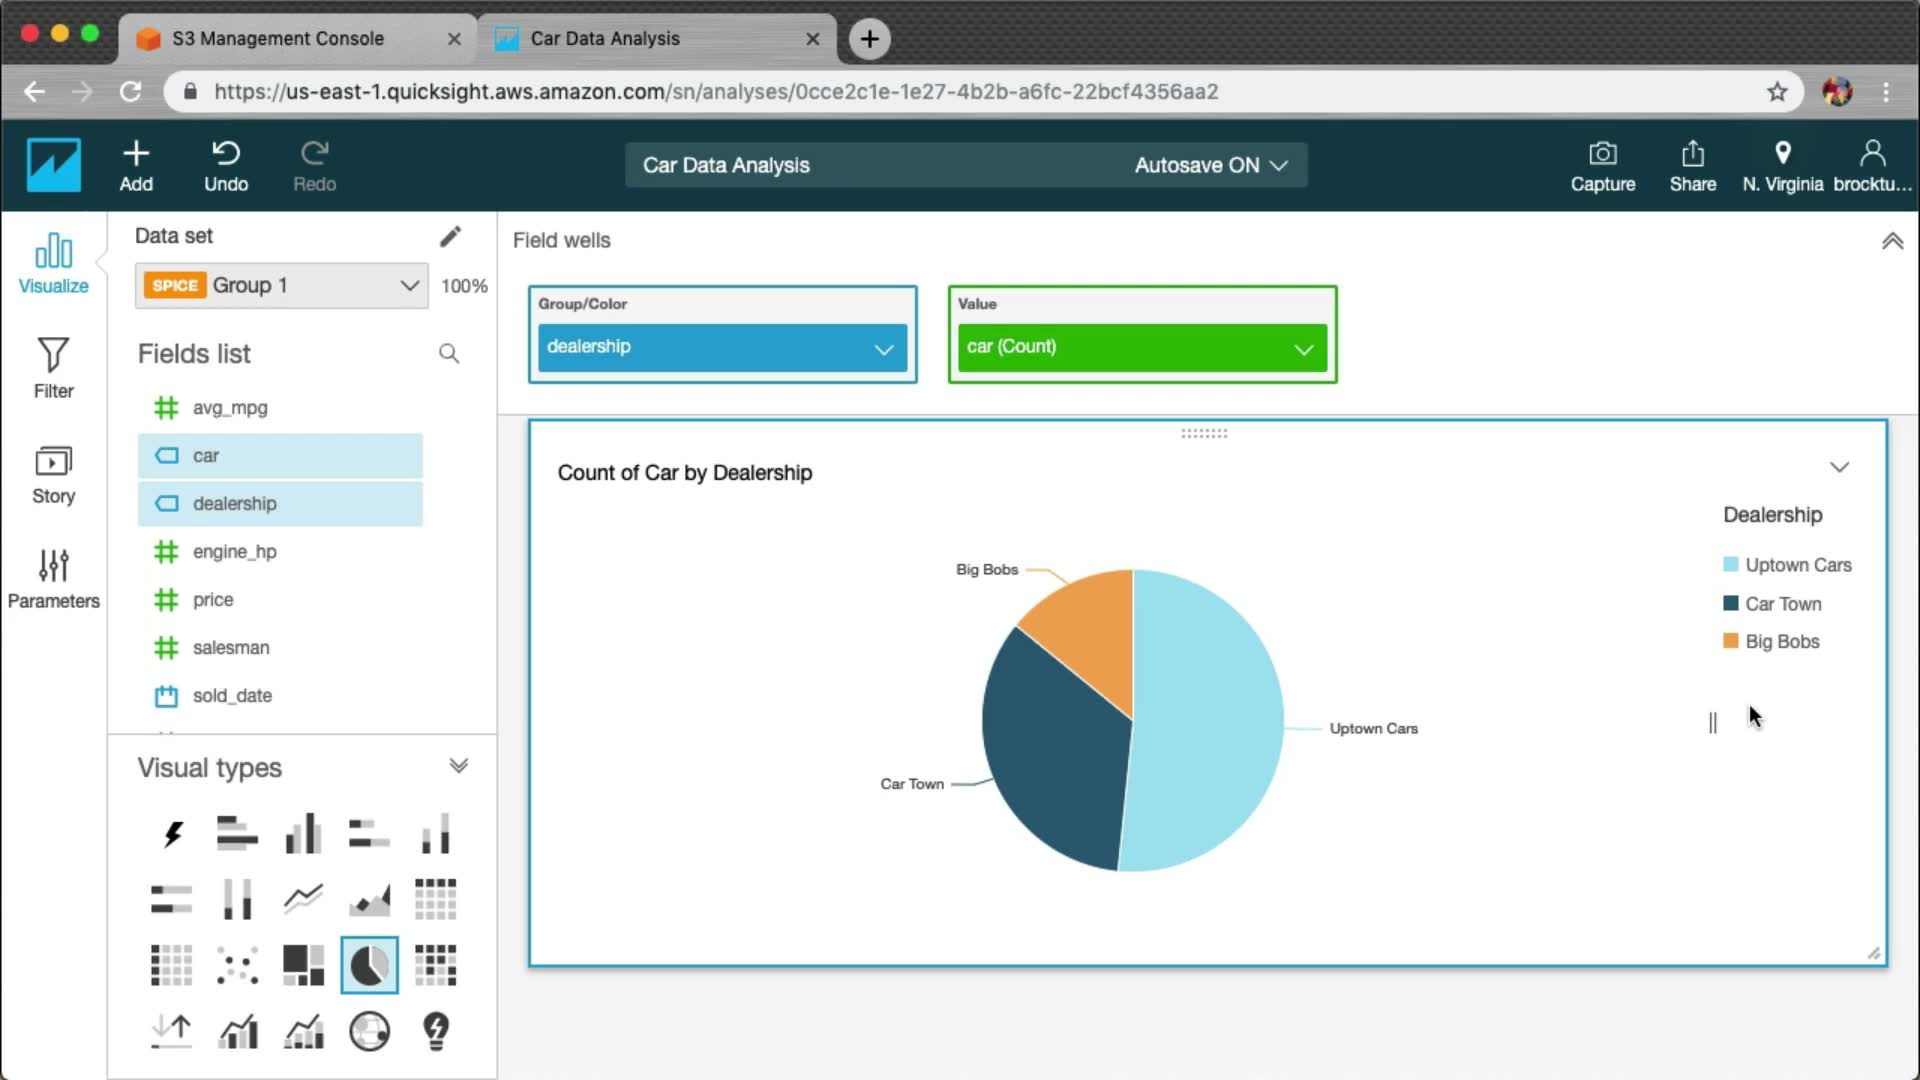 S3 Management Console
Car Data Analysis
https://us-east-1.quicksight.aws.amazon.com/sn/analyses/0cce2c1e-1e27-4b2b-a6fc-22bcf4356aa2
Add
Undo
Redo
Car Data Analysis
Autosave ON
Capture
Share
N. Virginia
brocktu...
Visualize
Filter
Story
Parameters
Data set
SPICE Group 1
100%
Fields list
avg_mpg
car
dealership
engine_hp
price
salesman
sold_date
Visual types
Field wells
Group/Color
dealership
Value
car (Count)
Count of Car by Dealership
Big Bobs
Uptown Cars
Car Town
Dealership
Uptown Cars
Car Town
Big Bobs